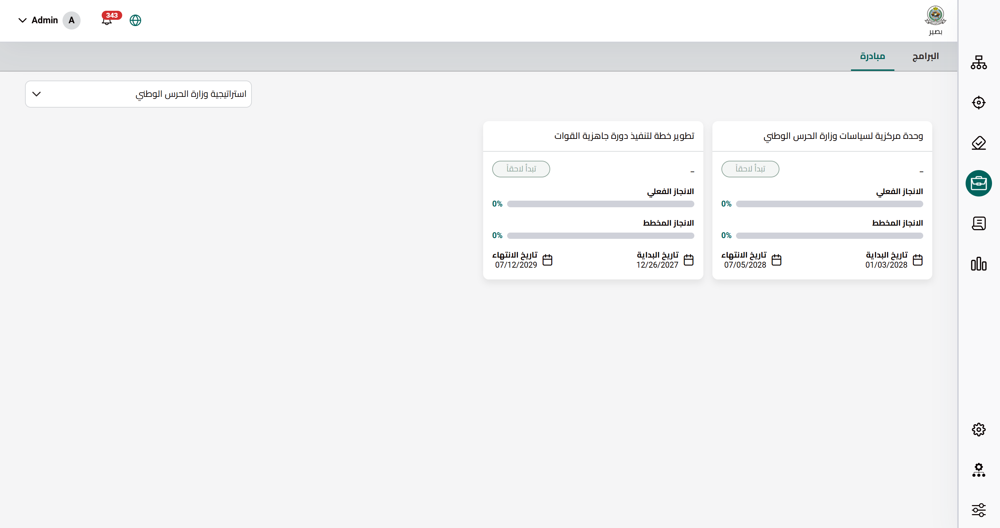 بصير
343
A
Admin
البرامج
مبادرة
استراتيجية وزارة الحرس الوطني
وحدة مركزية لسياسات وزارة الحرس الوطني
–
تبدأ لاحقاً
الانجاز الفعلي
0%
الانجاز المخطط
0%
تاريخ البداية
01/03/2028
تاريخ الانتهاء
07/05/2028
تطوير خطة لتنفيذ دورة جاهزية القوات
–
تبدأ لاحقاً
الانجاز الفعلي
0%
الانجاز المخطط
0%
تاريخ البداية
12/26/2027
تاريخ الانتهاء
07/12/2029